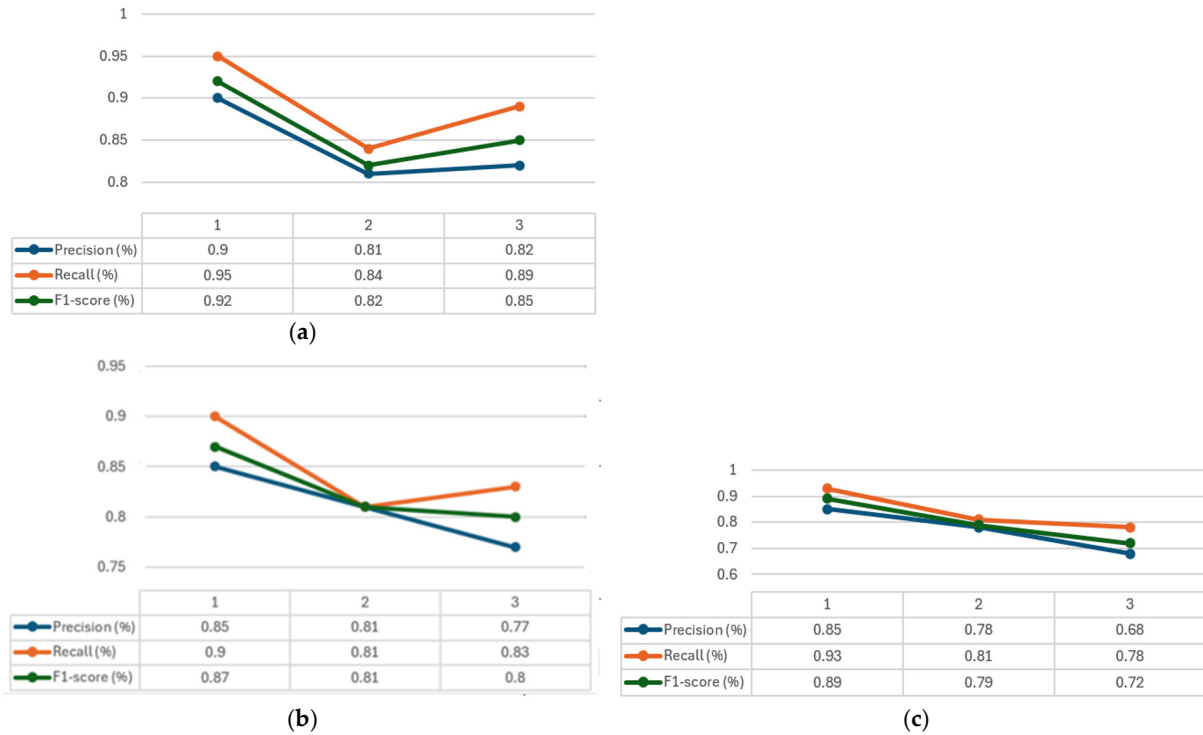 1
0.95
0.9
0.85
0.8
1 2 3
Precision (%) 0.9 0.81 0.82
Recall (%) 0.95 0.84 0.89
F1-score (%) 0.92 0.82 0.85
(a)
0.95
0.9
0.85
0.8
0.75
1 2 3
Precision (%) 0.85 0.81 0.77
Recall (%) 0.9 0.81 0.83
F1-score (%) 0.87 0.81 0.8
(b)
1
0.9
0.8
0.7
0.6
1 2 3
Precision (%) 0.85 0.78 0.68
Recall (%) 0.93 0.81 0.78
F1-score (%) 0.89 0.79 0.72
(c)